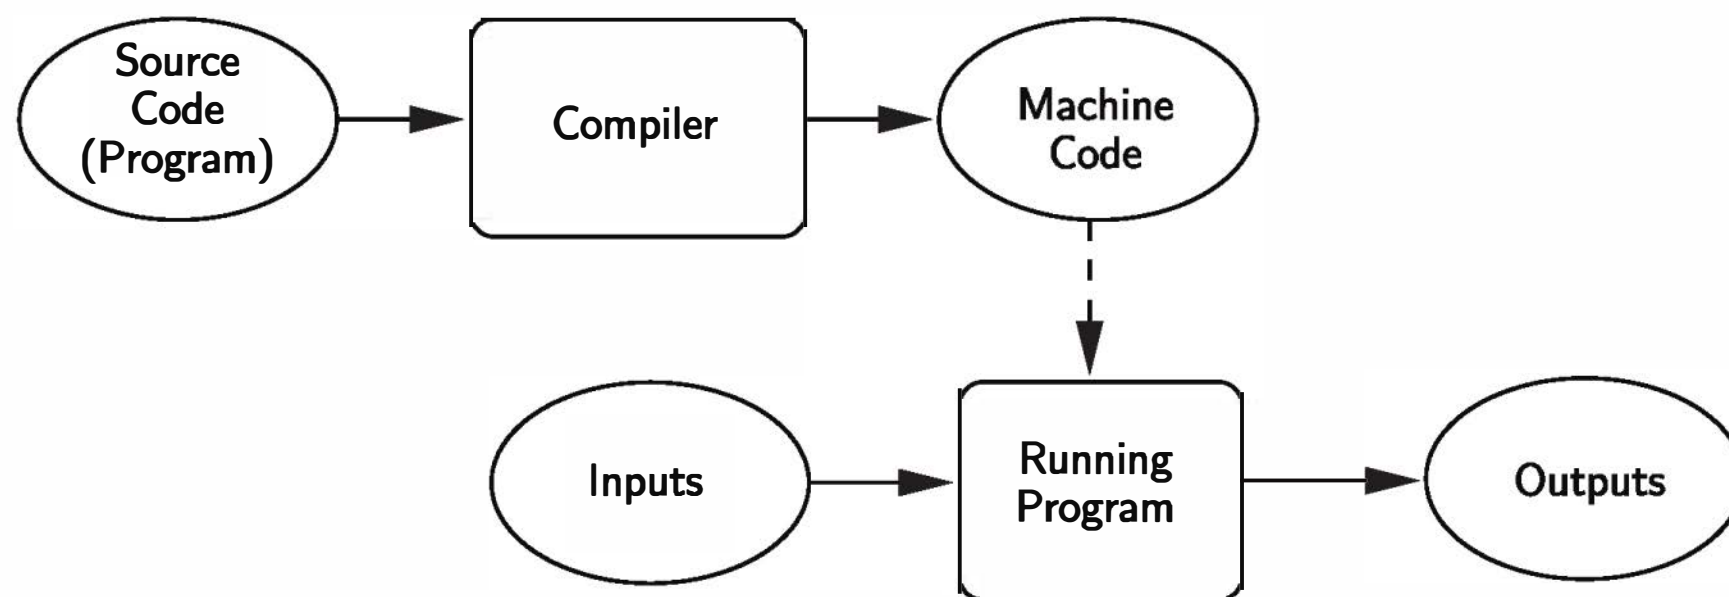 Source
Code
(Program)
Compiler
Machine
Code
Inputs
Running
Program
Outputs